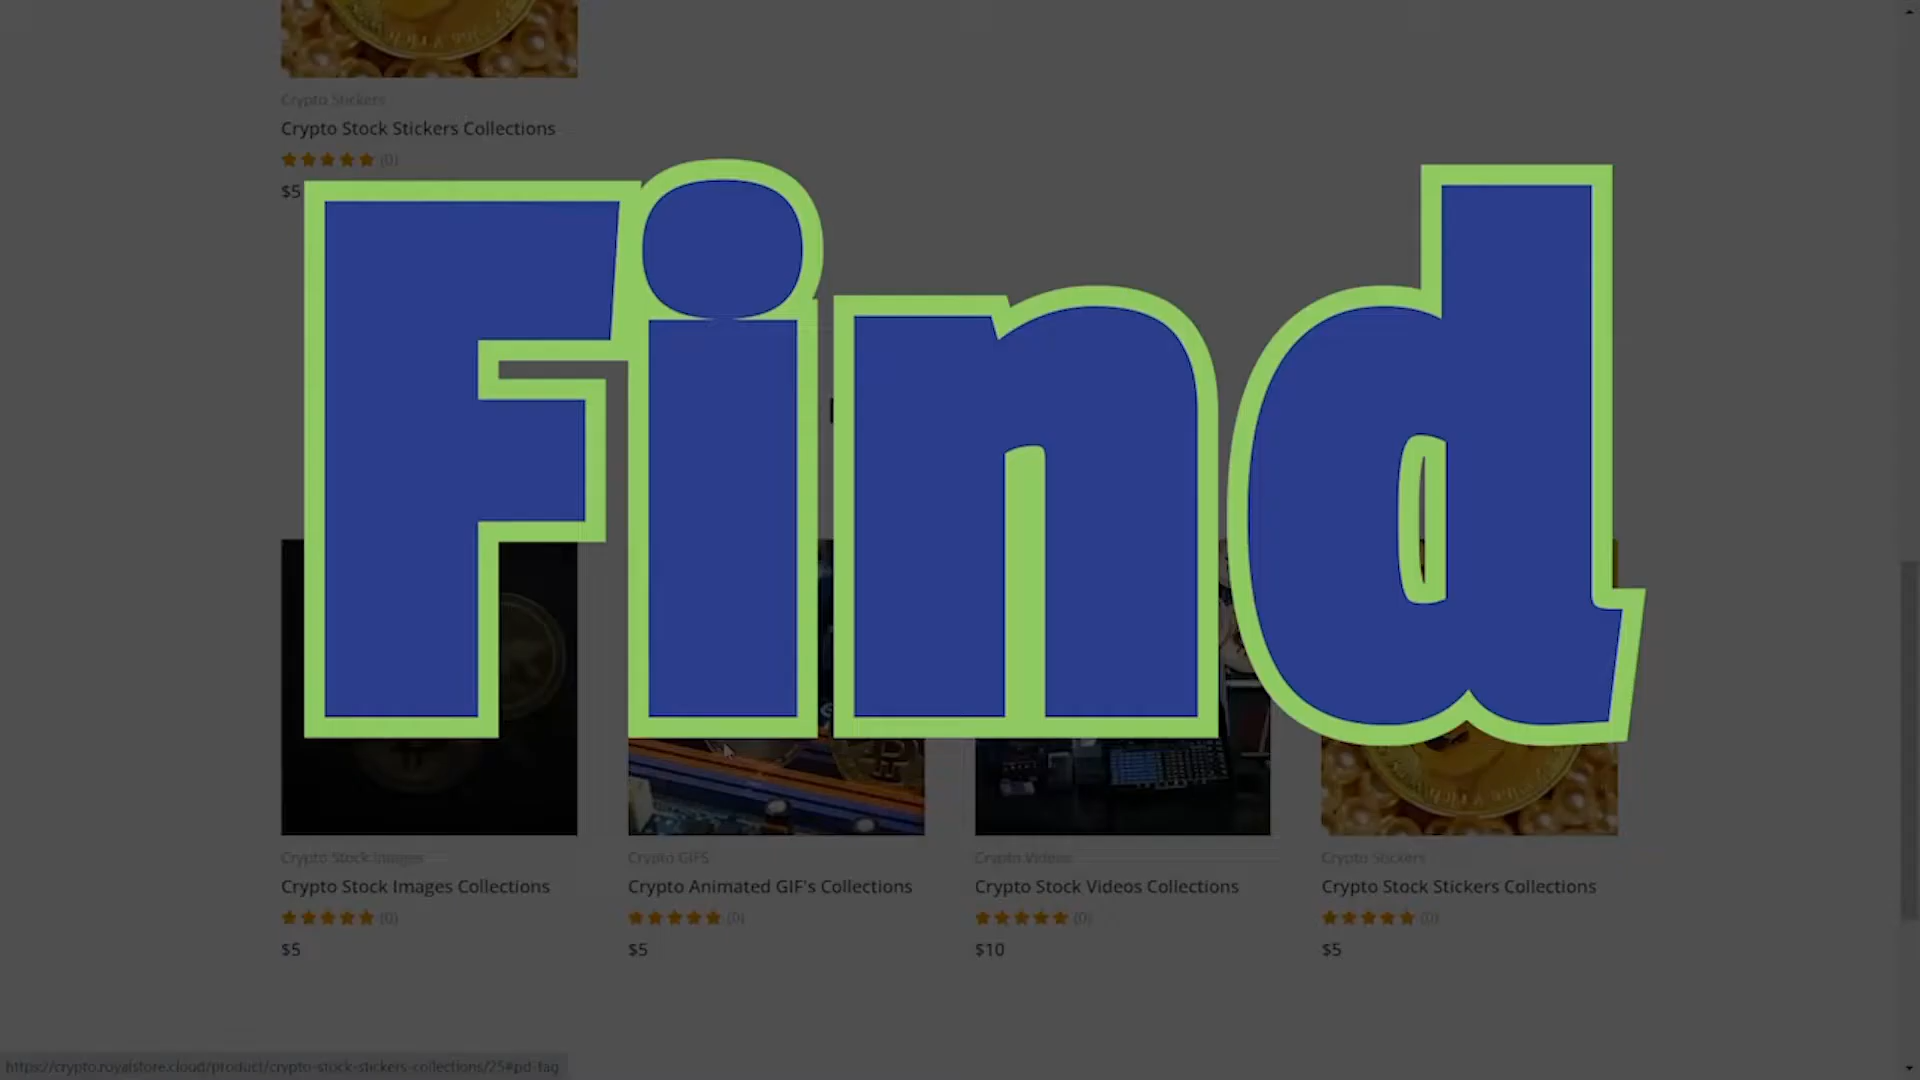 Crypto Stickers
Crypto Stock Stickers Collections
(0)
$5
Find
Crypto Stock Images
Crypto Stock Images Collections
(0)
$5
Crypto GIFS
Crypto Animated GIF's Collections
(0)
$5
Crypto Videos
Crypto Stock Videos Collections
(0)
$10
Crypto Stickers
Crypto Stock Stickers Collections
(0)
$5
https://crypto.royalstore.cloud/product/crypto-stock-stickers-collections/25#pd-faq